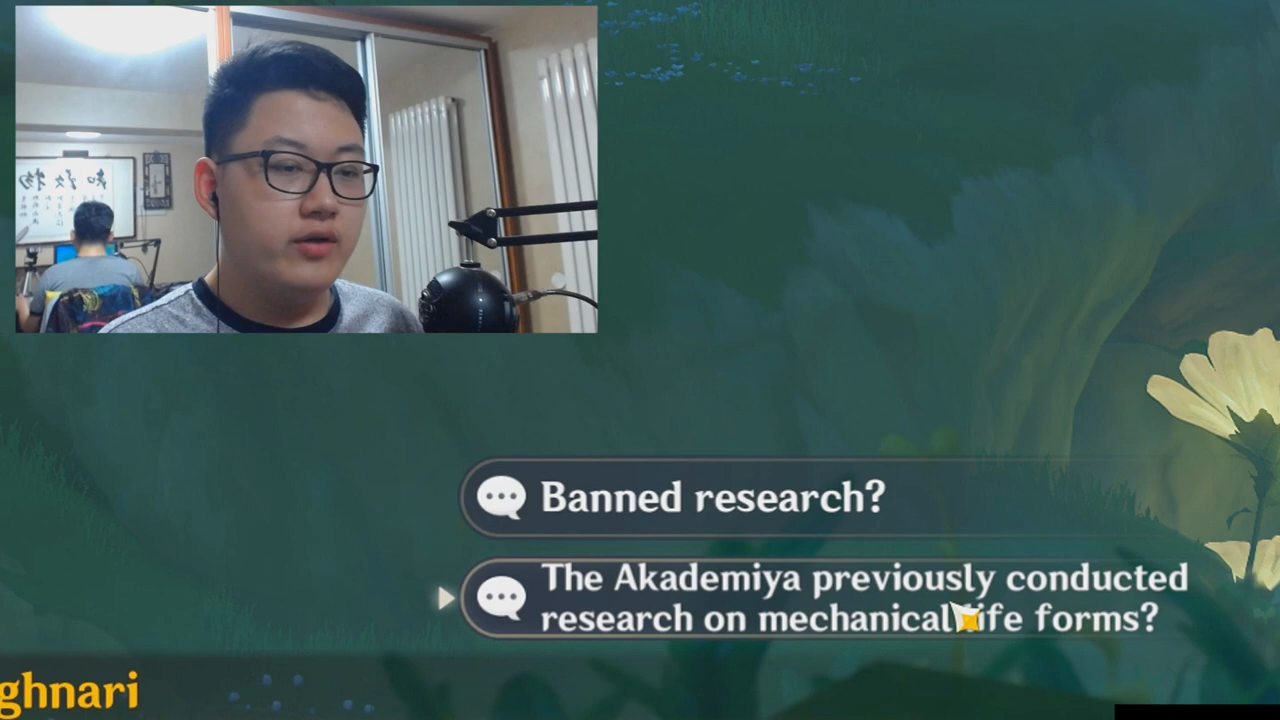 Banned research?
The Akademiya previously conducted
research on mechanical life forms?
ghnari